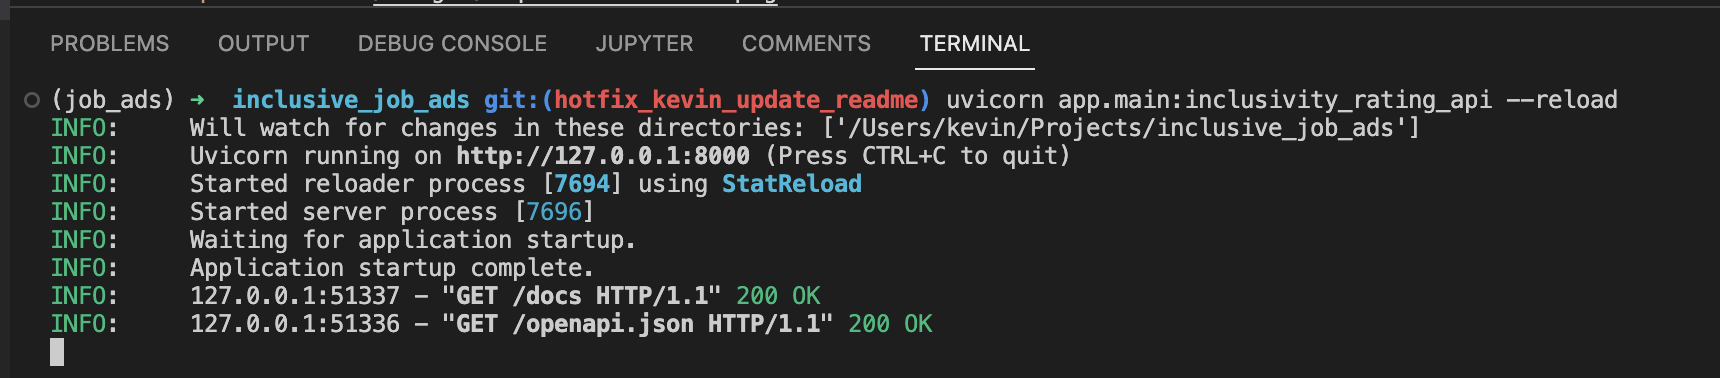 PROBLEMS OUTPUT DEBUG CONSOLE JUPYTER COMMENTS TERMINAL
(job_ads) ➜ inclusive_job_ads git:(hotfix_kevin_update_readme) uvicorn app.main:inclusivity_rating_api --reload
INFO: Will watch for changes in these directories: ['/Users/kevin/Projects/inclusive_job_ads']
INFO: Uvicorn running on http://127.0.0.1:8000 (Press CTRL+C to quit)
INFO: Started reloader process [7694] using StatReload
INFO: Started server process [7696]
INFO: Waiting for application startup.
INFO: Application startup complete.
INFO: 127.0.0.1:51337 - "GET /docs HTTP/1.1" 200 OK
INFO: 127.0.0.1:51336 - "GET /openapi.json HTTP/1.1" 200 OK